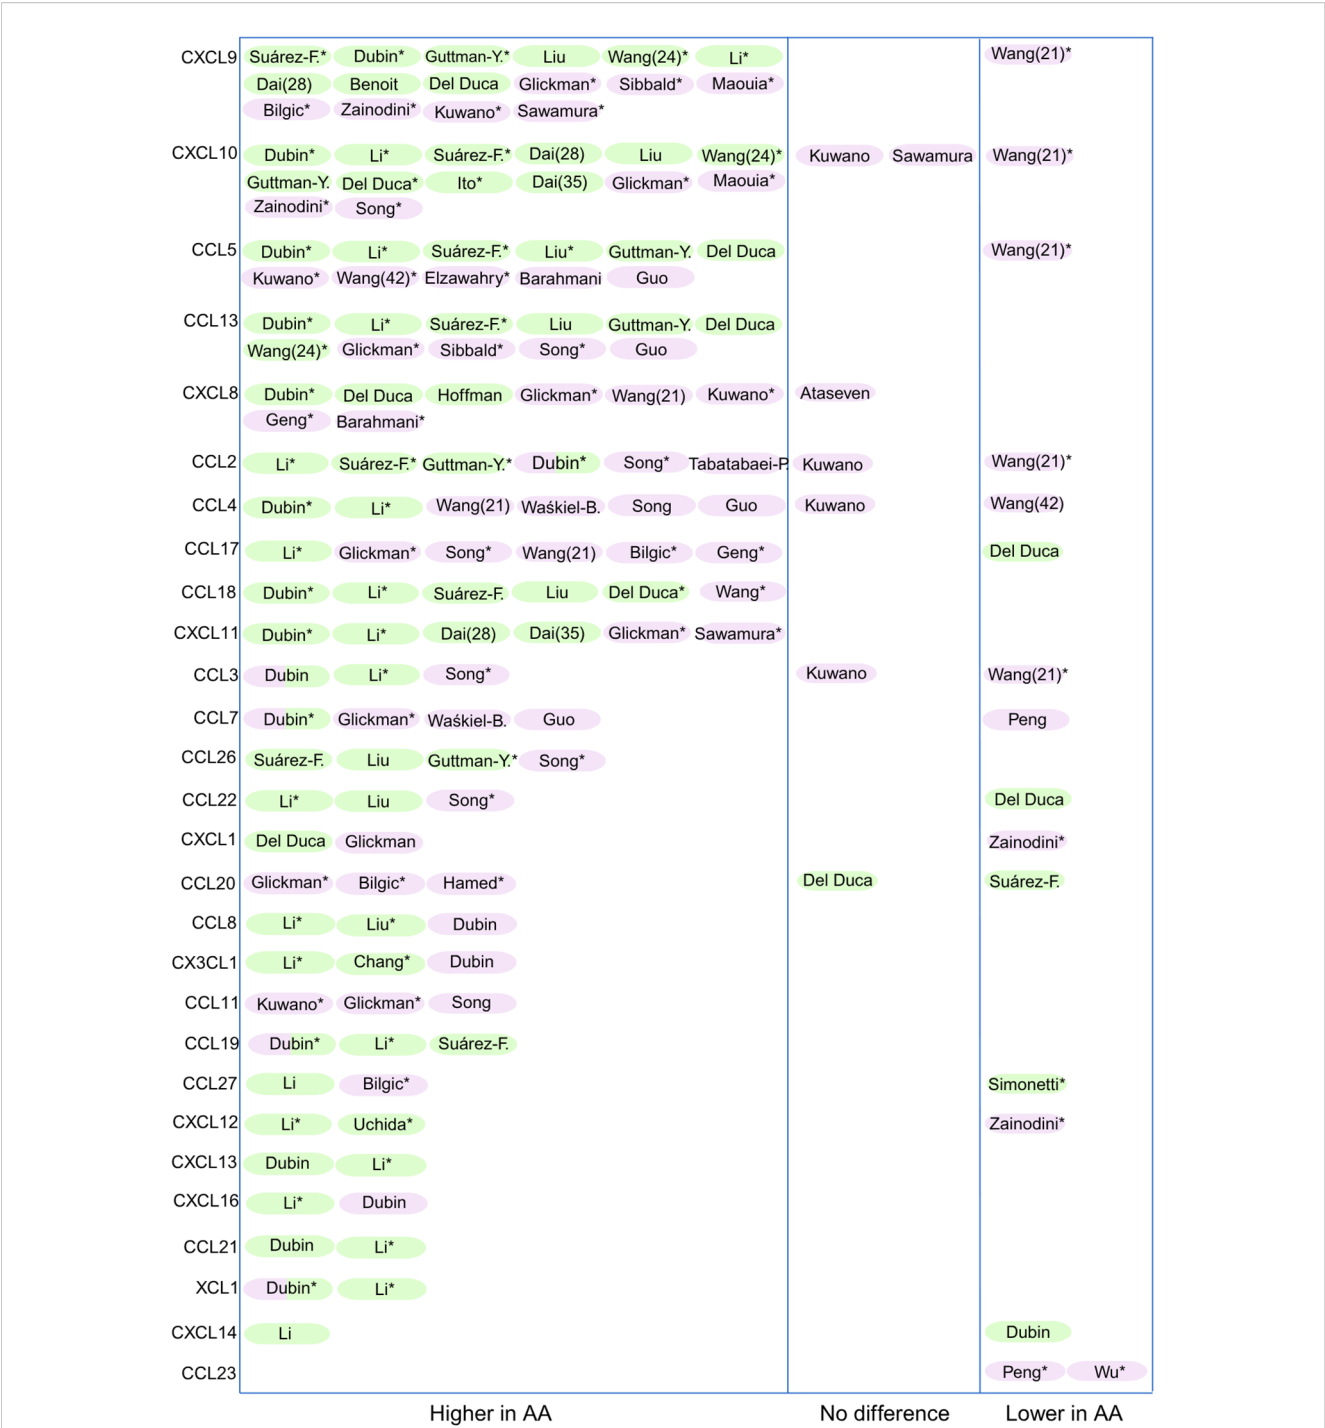 CXCL9 Suárez-F.* Dubin* Guttman-Y.* Liu Wang(24)* Li* Wang(21)*
Dai(28) Benoit Del Duca Glickman* Sibbald* Maouia*
Bilgic* Zainodini* Kuwano* Sawamura*
CXCL10 Dubin* Li* Suárez-F.* Dai(28) Liu Wang(24)* Kuwano Sawamura Wang(21)*
Guttman-Y. Del Duca* Ito* Dai(35) Glickman* Maouia*
Zainodini* Song*
CCL5 Dubin* Li* Suárez-F.* Liu* Guttman-Y. Del Duca Wang(21)*
Kuwano* Wang(42)* Elzawahry* Barahmani Guo
CCL13 Dubin* Li* Suárez-F.* Liu Guttman-Y. Del Duca
Wang(24)* Glickman* Sibbald* Song* Guo
CXCL8 Dubin* Del Duca Hoffman Glickman* Wang(21) Kuwano* Ataseven
Geng* Barahmani*
CCL2 Li* Suárez-F.* Guttman-Y.* Dubin* Song* Tabatabaei-P. Kuwano Wang(21)*
CCL4 Dubin* Li* Wang(21) Waśkiel-B. Song Guo Kuwano Wang(42)
CCL17 Li* Glickman* Song* Wang(21) Bilgic* Geng* Del Duca
CCL18 Dubin* Li* Suárez-F. Liu Del Duca* Wang*
CXCL11 Dubin* Li* Dai(28) Dai(35) Glickman* Sawamura*
CCL3 Dubin Li* Song* Kuwano Wang(21)*
CCL7 Dubin* Glickman* Waśkiel-B. Guo Peng
CCL26 Suárez-F. Liu Guttman-Y.* Song*
CCL22 Li* Liu Song* Del Duca
CXCL1 Del Duca Glickman Zainodini*
CCL20 Glickman* Bilgic* Hamed* Del Duca Suárez-F.
CCL8 Li* Liu* Dubin
CX3CL1 Li* Chang* Dubin
CCL11 Kuwano* Glickman* Song
CCL19 Dubin* Li* Suárez-F.
CCL27 Li Bilgic* Simonetti*
CXCL12 Li* Uchida* Zainodini*
CXCL13 Dubin Li*
CXCL16 Li* Dubin
CCL21 Dubin Li*
XCL1 Dubin* Li*
CXCL14 Li Dubin
CCL23 Peng* Wu*
Higher in AA No difference Lower in AA